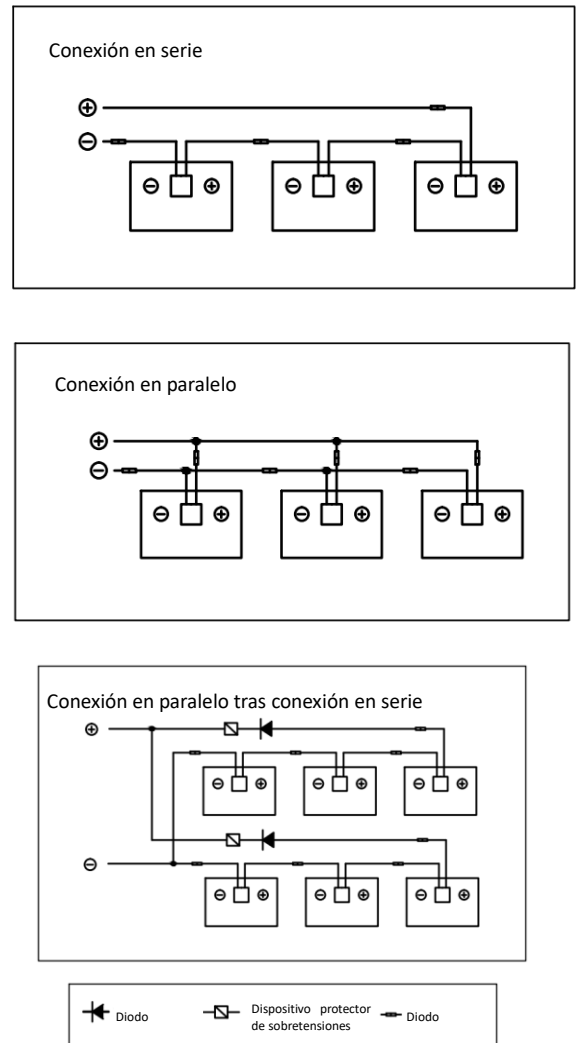 Conexión en serie
Conexión en paralelo
Conexión en paralelo tras conexión en serie
Diodo
Dispositivo protector
de sobretensiones
Diodo